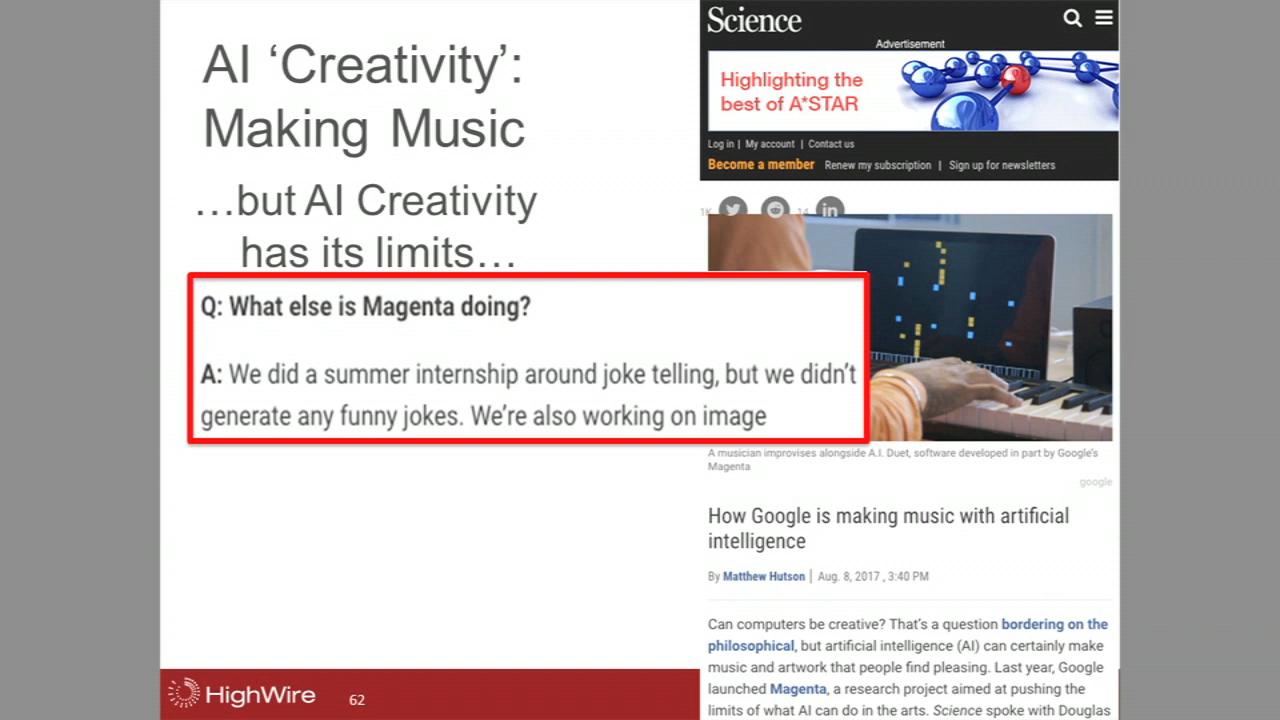 AI ‘Creativity’:
Making Music
…but AI Creativity
has its limits…
Q: What else is Magenta doing?
A: We did a summer internship around joke telling, but we didn’t
generate any funny jokes. We’re also working on image
HighWire
62
Science
Advertisement
Highlighting the
best of A*STAR
Log in | My account | Contact us
Become a member Renew my subscription | Sign up for newsletters
1K 14
A musician improvises alongside A.I. Duet, software developed in part by Google’s
Magenta
google
How Google is making music with artificial
intelligence
By Matthew Hutson | Aug. 8, 2017 , 3:40 PM
Can computers be creative? That’s a question bordering on the
philosophical, but artificial intelligence (AI) can certainly make
music and artwork that people find pleasing. Last year, Google
launched Magenta, a research project aimed at pushing the
limits of what AI can do in the arts. Science spoke with Douglas